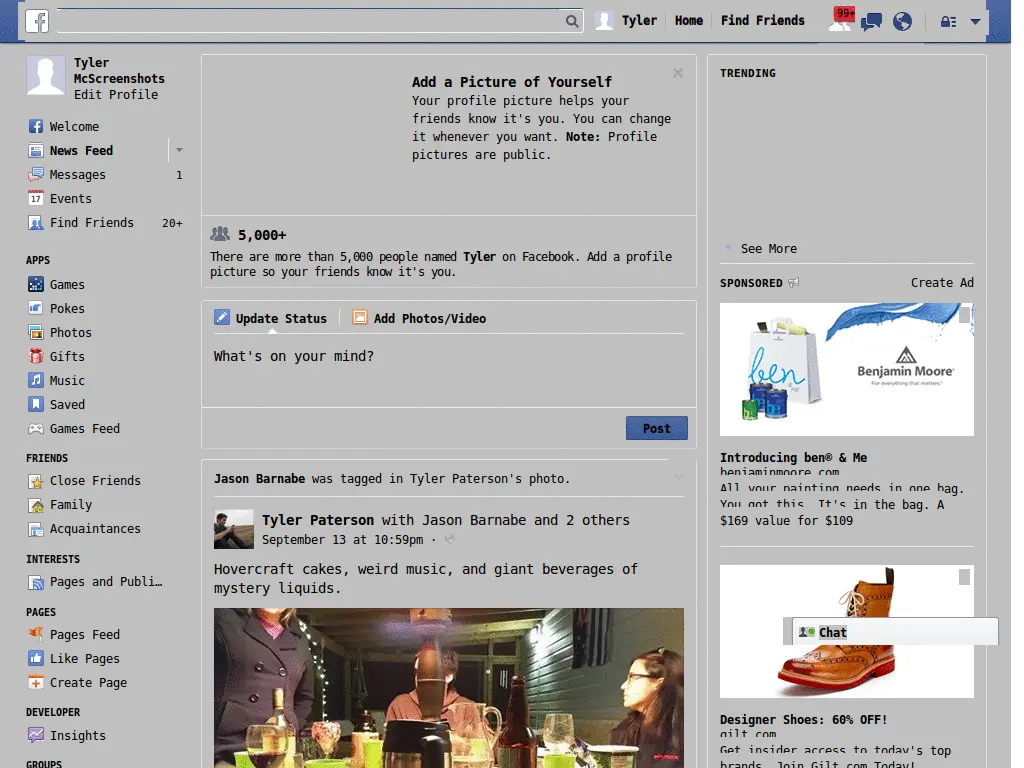 Tyler
Home
Find Friends
99+
Tyler
McScreenshots
Edit Profile
Welcome
News Feed
Messages
1
17
Events
Find Friends
20+
APPS
Games
Pokes
Photos
Gifts
Music
Saved
Games Feed
FRIENDS
Close Friends
Family
Acquaintances
INTERESTS
Pages and Publi…
PAGES
Pages Feed
Like Pages
Create Page
DEVELOPER
Insights
GROUPS
Add a Picture of Yourself
Your profile picture helps your
friends know it's you. You can change
it whenever you want. Note: Profile
pictures are public.
5,000+
There are more than 5,000 people named Tyler on Facebook. Add a profile
picture so your friends know it's you.
Update Status
Add Photos/Video
What's on your mind?
Post
Jason Barnabe was tagged in Tyler Paterson's photo.
Tyler Paterson with Jason Barnabe and 2 others
September 13 at 10:59pm ·
Hovercraft cakes, weird music, and giant beverages of
mystery liquids.
TRENDING
See More
SPONSORED
Create Ad
ben
& ME
Benjamin Moore®
For everything that matters.®
Introducing ben® & Me
benjaminmoore.com
All your painting needs in one bag.
You got this. It's in the bag. A
$169 value for $109
Chat
Designer Shoes: 60% OFF!
gilt.com
Get insider access to today's top
brands. Join Gilt.com Today!